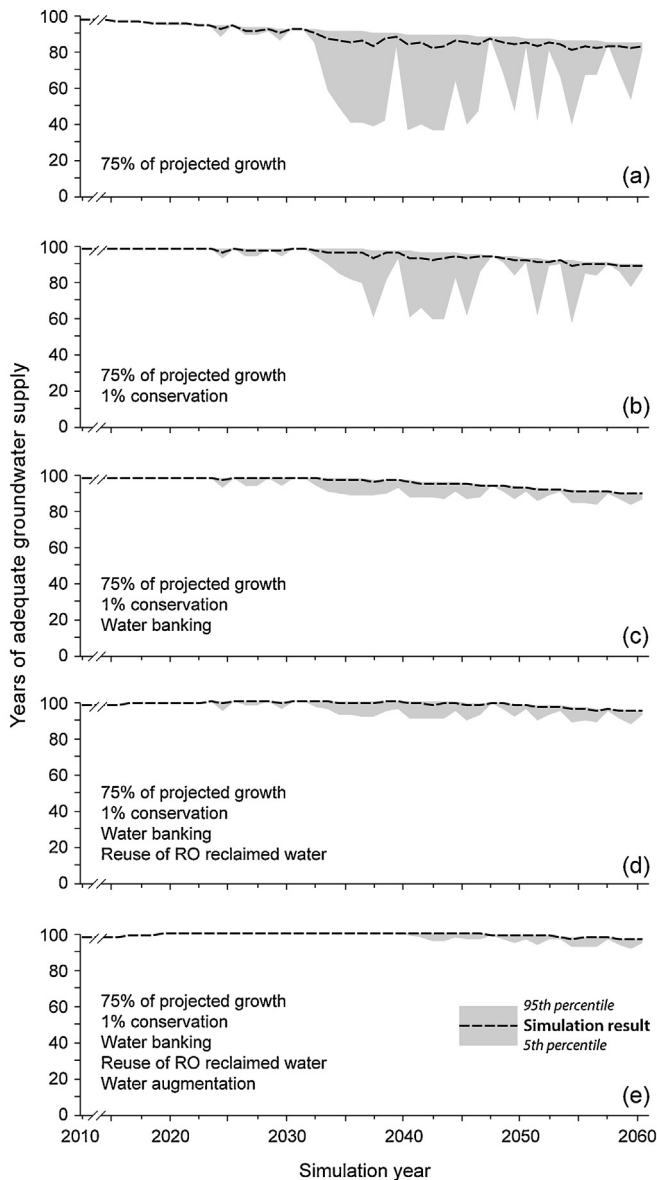 Years of adequate groundwater supply
100
80
60
40
20
0
75% of projected growth
(a)
100
80
60
40
20
0
75% of projected growth
1% conservation
(b)
100
80
60
40
20
0
75% of projected growth
1% conservation
Water banking
(c)
100
80
60
40
20
0
75% of projected growth
1% conservation
Water banking
Reuse of RO reclaimed water
(d)
100
80
60
40
20
0
75% of projected growth
1% conservation
Water banking
Reuse of RO reclaimed water
Water augmentation
95th percentile
Simulation result
5th percentile
(e)
2010 2020 2030 2040 2050 2060
Simulation year